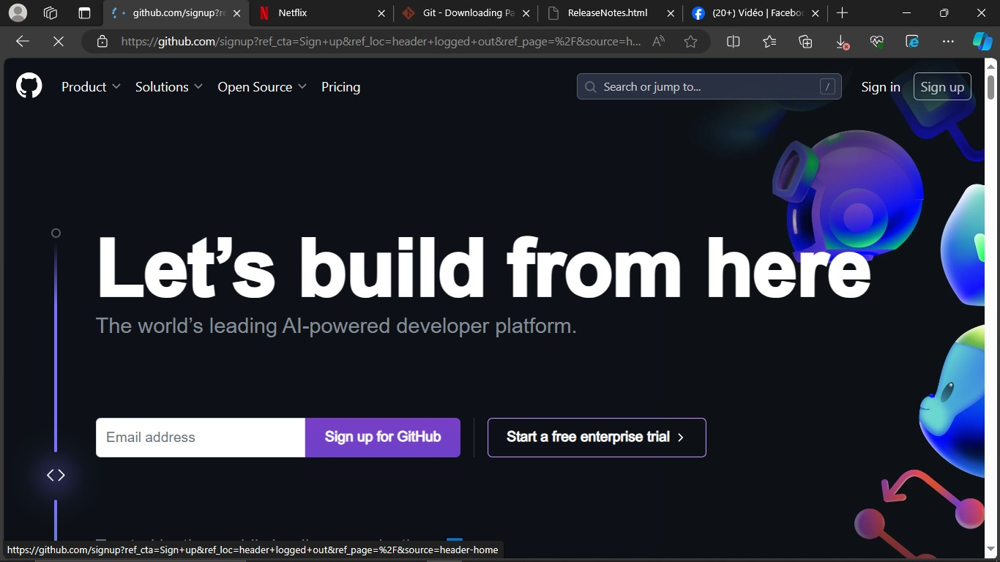 github.com/signup?r
Netflix
Git - Downloading Pa
ReleaseNotes.html
(20+) Vidéo | Facebo
https://github.com/signup?ref_cta=Sign+up&ref_loc=header+logged+out&ref_page=%2F&source=h...
Product
Solutions
Open Source
Pricing
Search or jump to...
/
Sign in
Sign up
Let's build from here
The world's leading AI-powered developer platform.
Email address
Sign up for GitHub
Start a free enterprise trial
https://github.com/signup?ref_cta=Sign+up&ref_loc=header+logged+out&ref_page=%2F&source=header-home